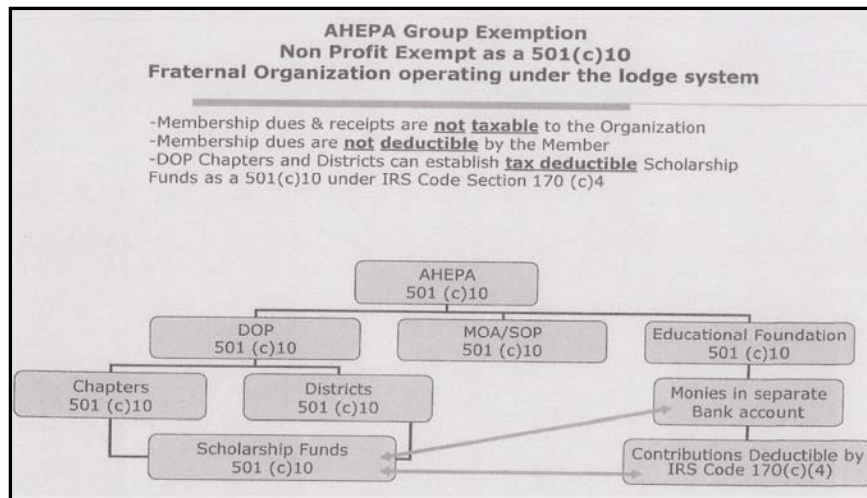 AHEPA Group Exemption
Non Profit Exempt as a 501(c)10
Fraternal Organization operating under the lodge system
-Membership dues & receipts are not taxable to the Organization
-Membership dues are not deductible by the Member
-DOP Chapters and Districts can establish tax deductible Scholarship
Funds as a 501(c)10 under IRS Code Section 170 (c)4
AHEPA
501 (c)10
DOP
501 (c)10
MOA/SOP
501 (c)10
Educational Foundation
501 (c)10
Chapters
501 (c)10
Districts
501 (c)10
Monies in separate
Bank account
Scholarship Funds
501 (c)10
Contributions Deductible by
IRS Code 170(c)(4)